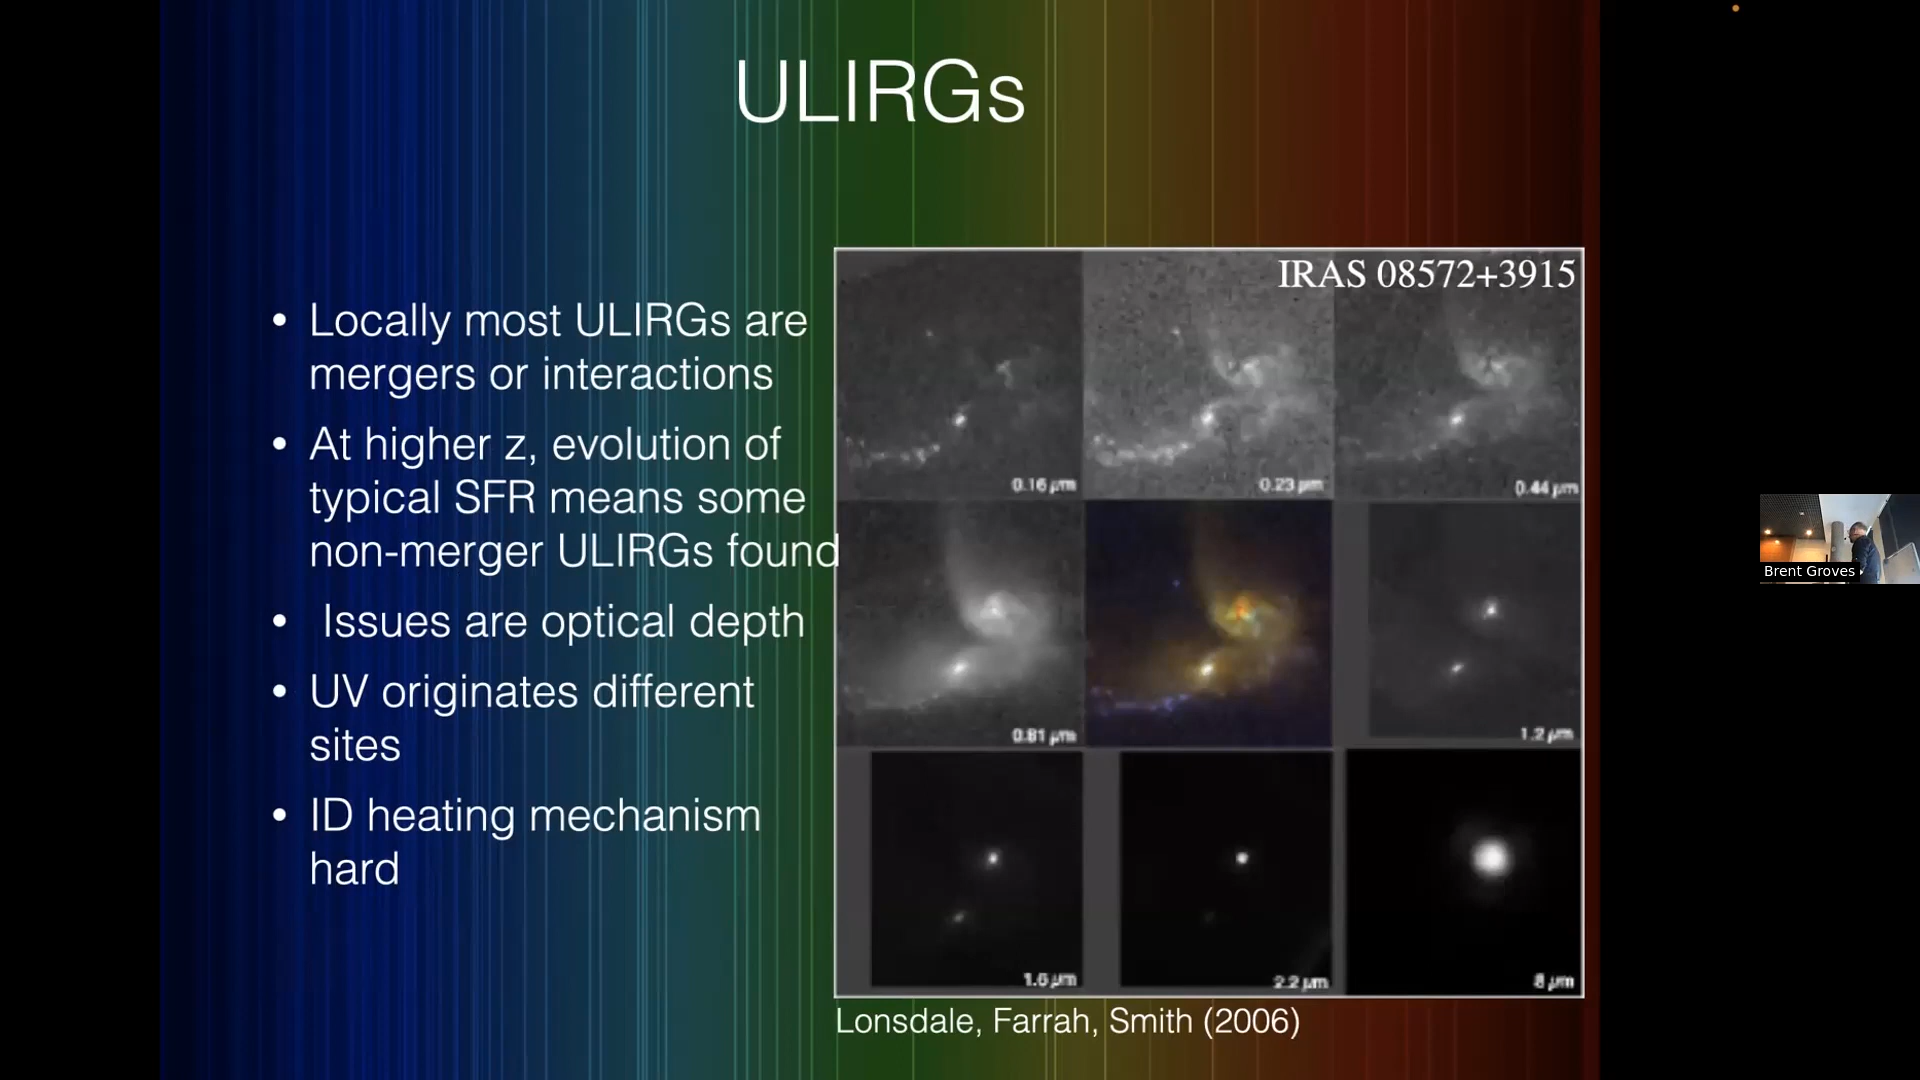 ULIRGs
• Locally most ULIRGs are
mergers or interactions
• At higher z, evolution of
typical SFR means some
non-merger ULIRGs found
• Issues are optical depth
• UV originates different
sites
• ID heating mechanism
hard
IRAS 08572+3915
0.16 μm
0.23 μm
0.44 μm
0.81 μm
1.2 μm
1.6 μm
2.2 μm
8 μm
Lonsdale, Farrah, Smith (2006)
Brent Groves